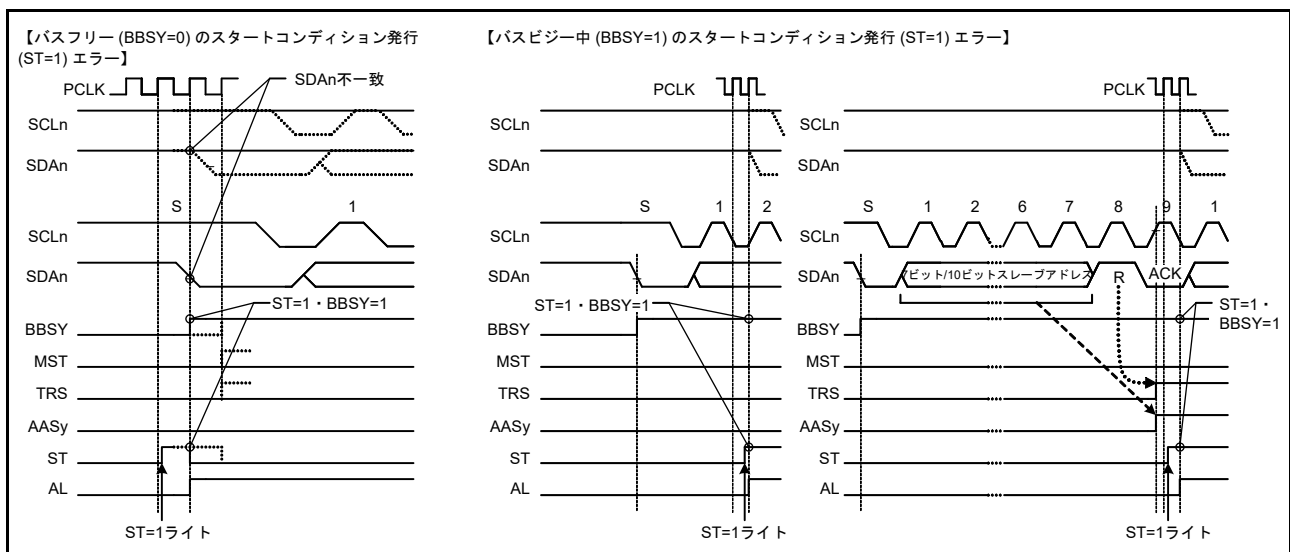 【バスフリー (BBSY=0) のスタートコンディション発行
(ST=1) エラー】
PCLK
SDAn不一致
SCLn
SDAn
S 1
SCLn
SDAn
ST=1・BBSY=1
BBSY
MST
TRS
AASy
ST
AL
ST=1ライト
【バスビジー中 (BBSY=1) のスタートコンディション発行 (ST=1) エラー】
PCLK
SCLn
SDAn
S 1 2
SCLn
SDAn
ST=1・BBSY=1
BBSY
MST
TRS
AASy
ST
AL
ST=1ライト
PCLK
SCLn
SDAn
S 1 2 6 7 8 9 1
SCLn
SDAn
7ビット/10ビットスレーブアドレス R ACK
ST=1・
BBSY=1
BBSY
MST
TRS
AASy
ST
AL
ST=1ライト